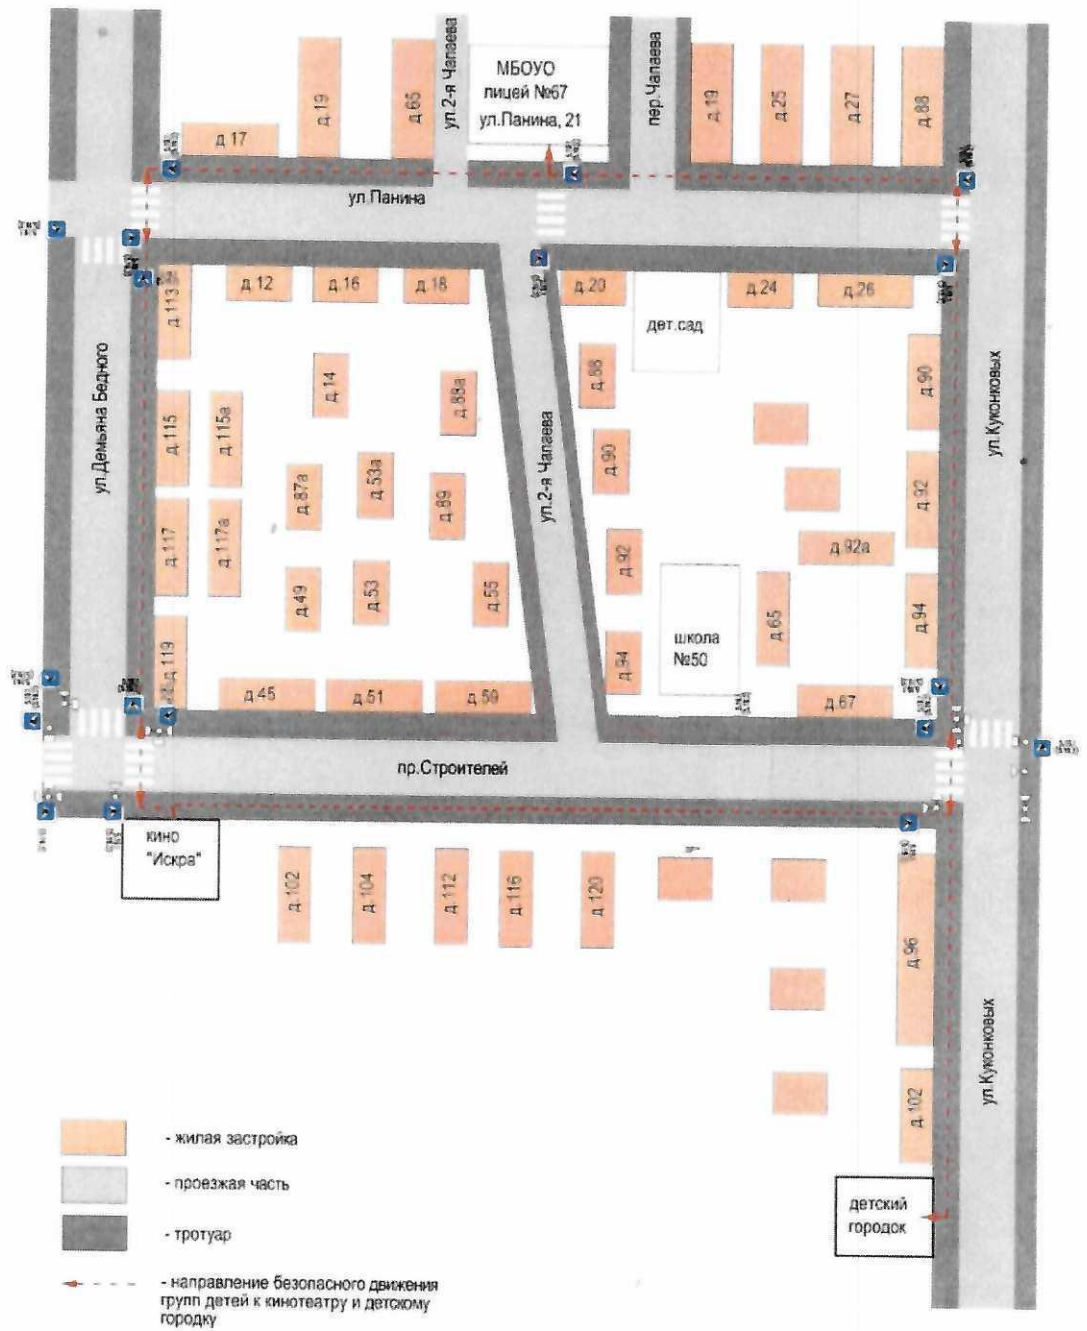 д.19
д.65
ул.2-я Чапаева
МБОУО
лицей №67
ул.Панина, 21
пер.Чапаева
д.19
д.25
д.27
д.88
д 17
ул.Панина
д.113
д.12
д.16
д.18
д.20
дет.сад
д.24
д.26
ул.Демьяна Бедного
д.14
д.88а
д.88
д.90
ул.Куконковых
д.115
д.115а
д.87а
д.53а
д.89
ул.2-я Чапаева
д.90
д.92
д.117
д.117а
д.49
д.53
д.55
д.92
д.92а
школа
№50
д.65
д.94
д.119
д.45
д.51
д.59
д.94
д.67
пр.Строителей
кино
"Искра"
д.102
д.104
д.112
д.116
д.120
д.96
ул.Куконковых
д.102
детский
городок
- жилая застройка
- проезжая часть
- тротуар
- направление безопасного движения
групп детей к кинотеатру и детскому
городку